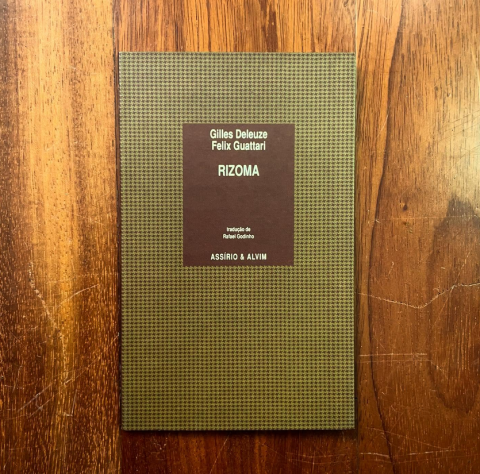 Gilles Deleuze
Felix Guattari
RIZOMA
tradução de
Rafael Godinho
ASSÍRIO & ALVIM